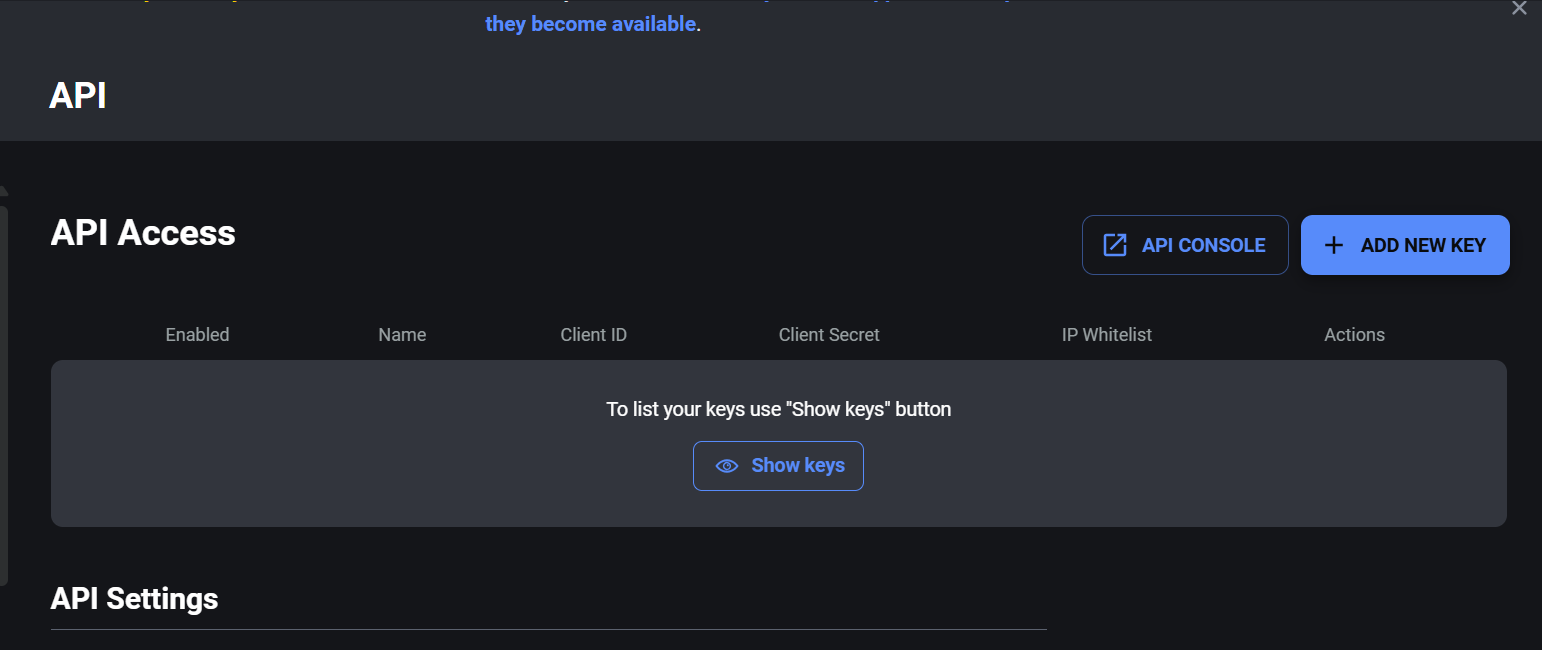 they become available.
API
API Access
API CONSOLE
ADD NEW KEY
Enabled Name Client ID Client Secret IP Whitelist Actions
To list your keys use "Show keys" button
Show keys
API Settings